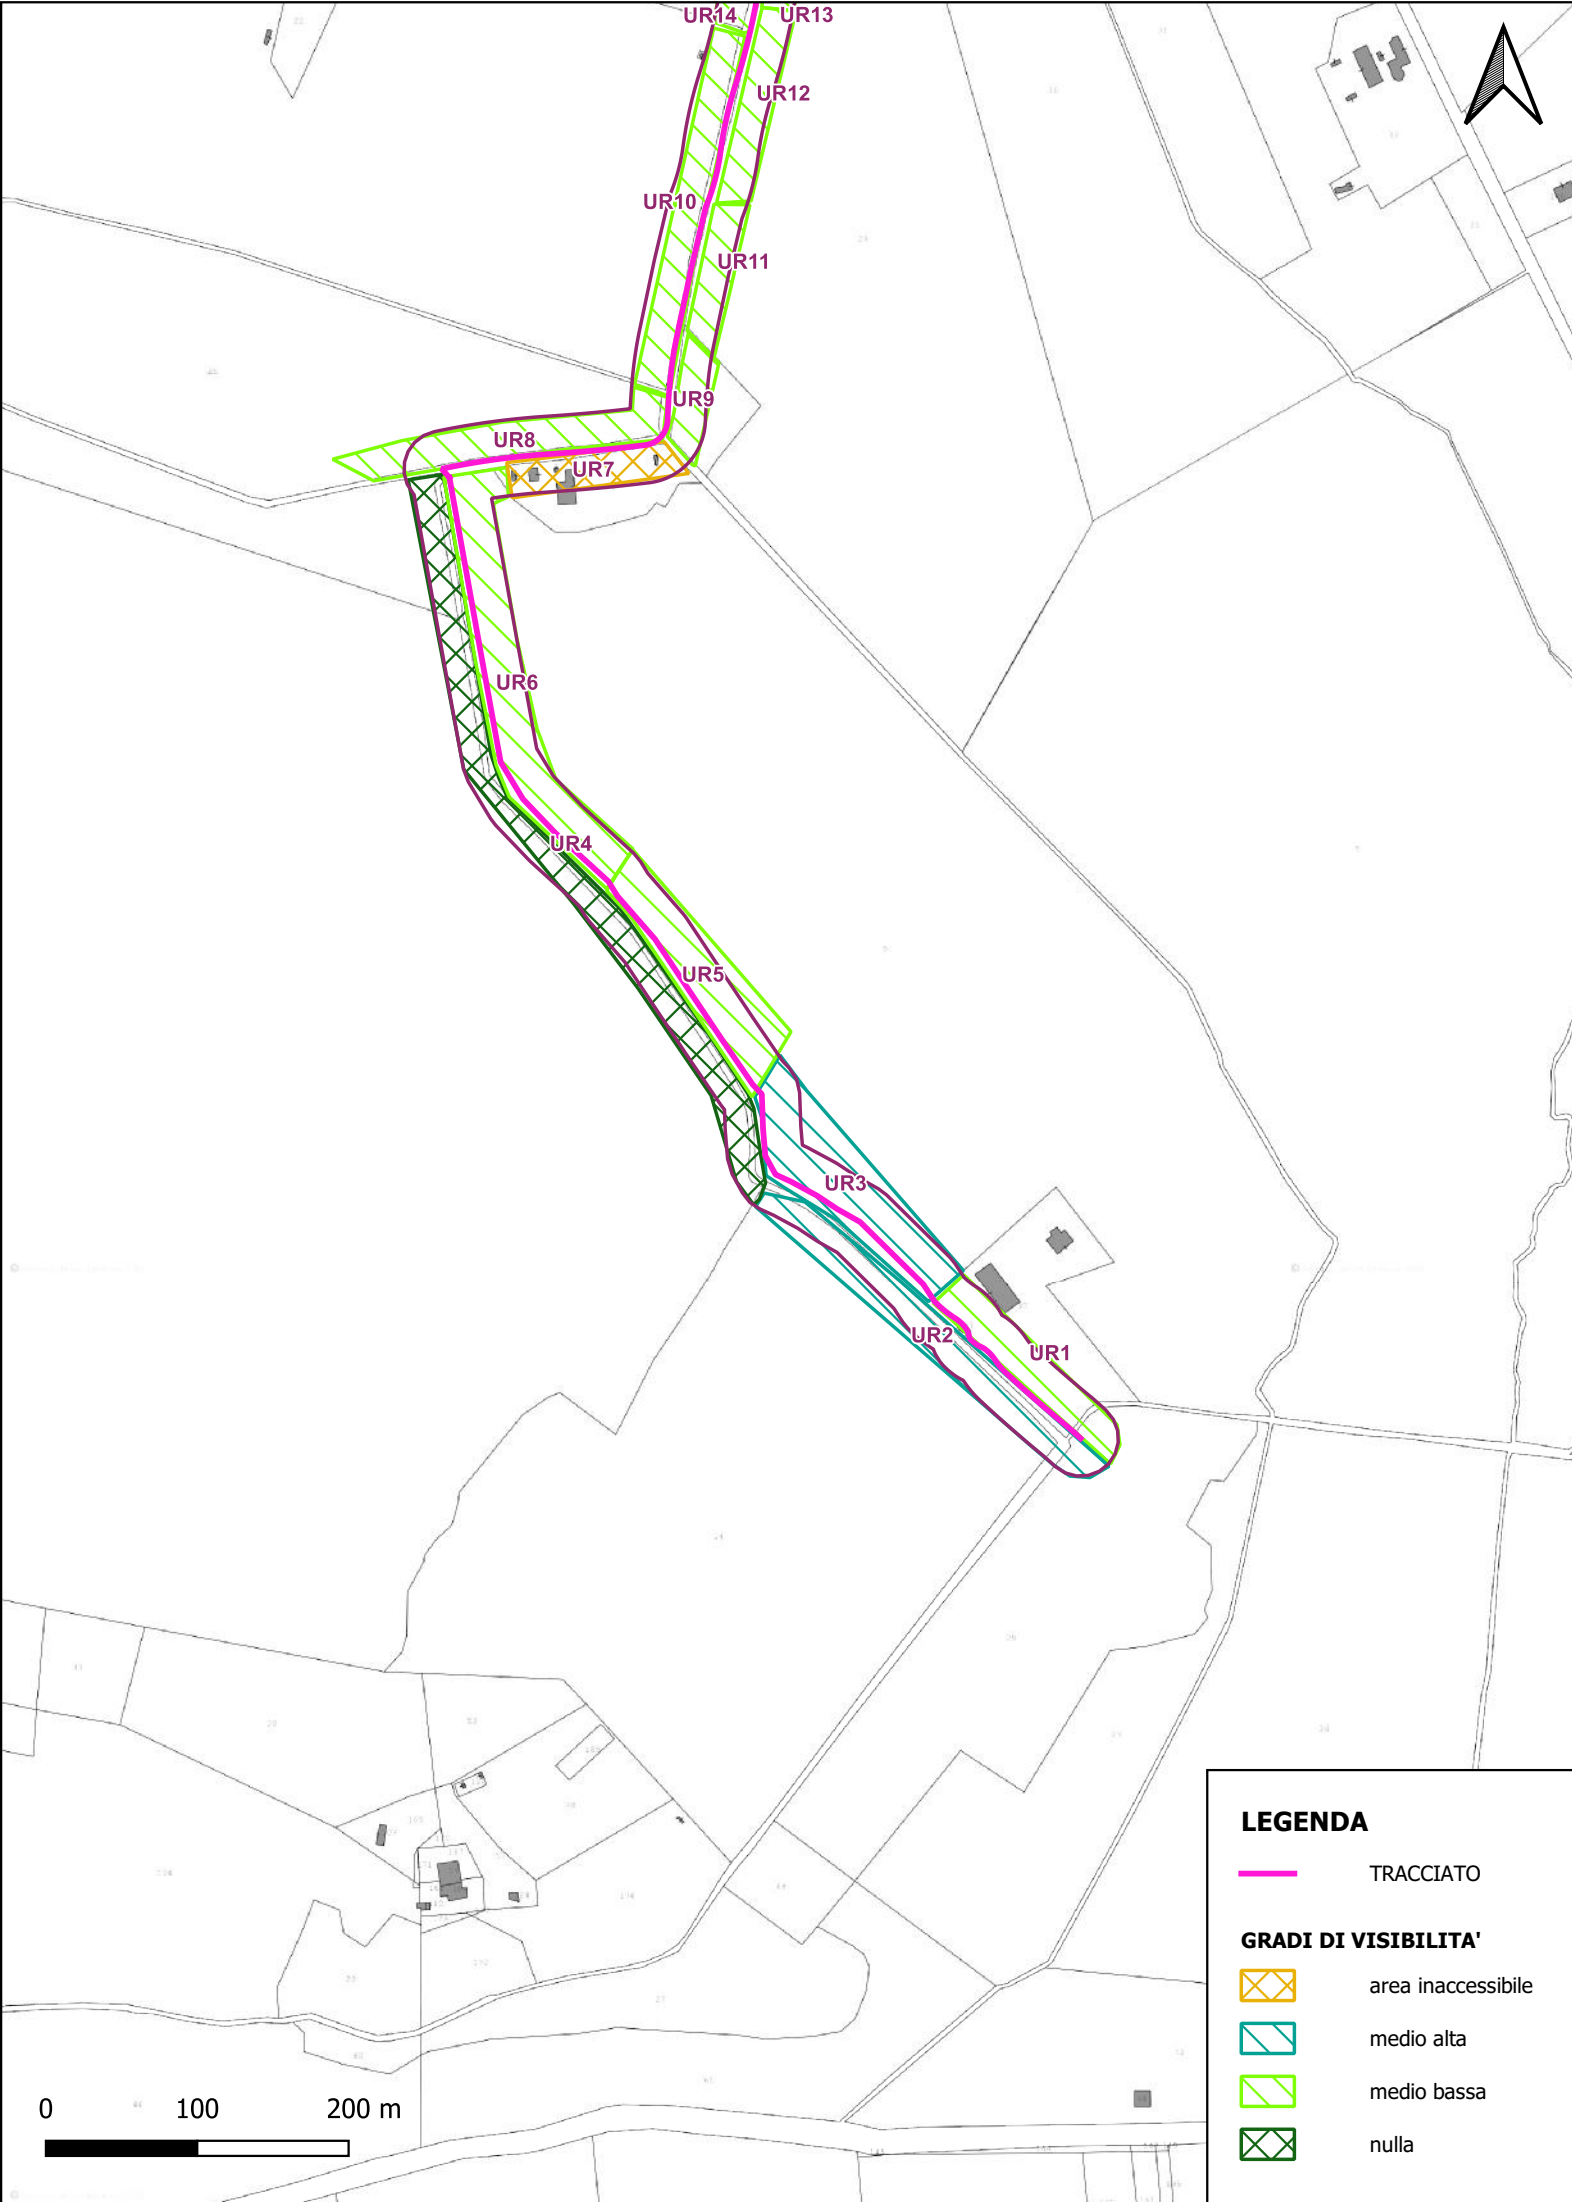 UR14
UR13
UR12
UR10
UR11
UR9
UR8
UR7
UR6
UR4
UR5
UR3
UR2
UR1
LEGENDA
TRACCIATO
GRADI DI VISIBILITA'
area inaccessibile
medio alta
medio bassa
nulla
0 100 200 m